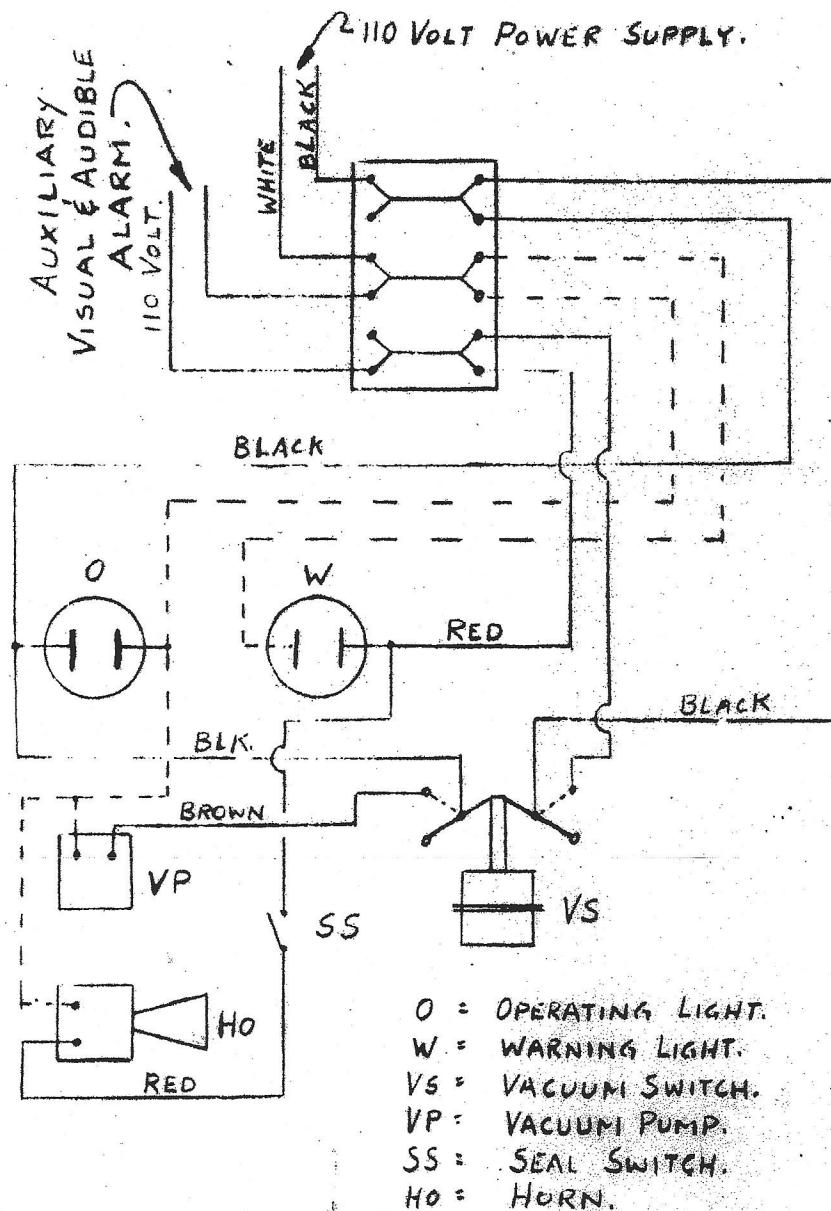 110 VOLT POWER SUPPLY.
AUXILIARY
VISUAL & AUDIBLE
ALARM.
110 VOLT.
WHITE
BLACK
BLACK
O
W
RED
BLACK
BLK.
BROWN
VP
SS
VS
HO
RED
O = OPERATING LIGHT.
W = WARNING LIGHT.
VS = VACUUM SWITCH.
VP = VACUUM PUMP.
SS = SEAL SWITCH.
HO = HORN.